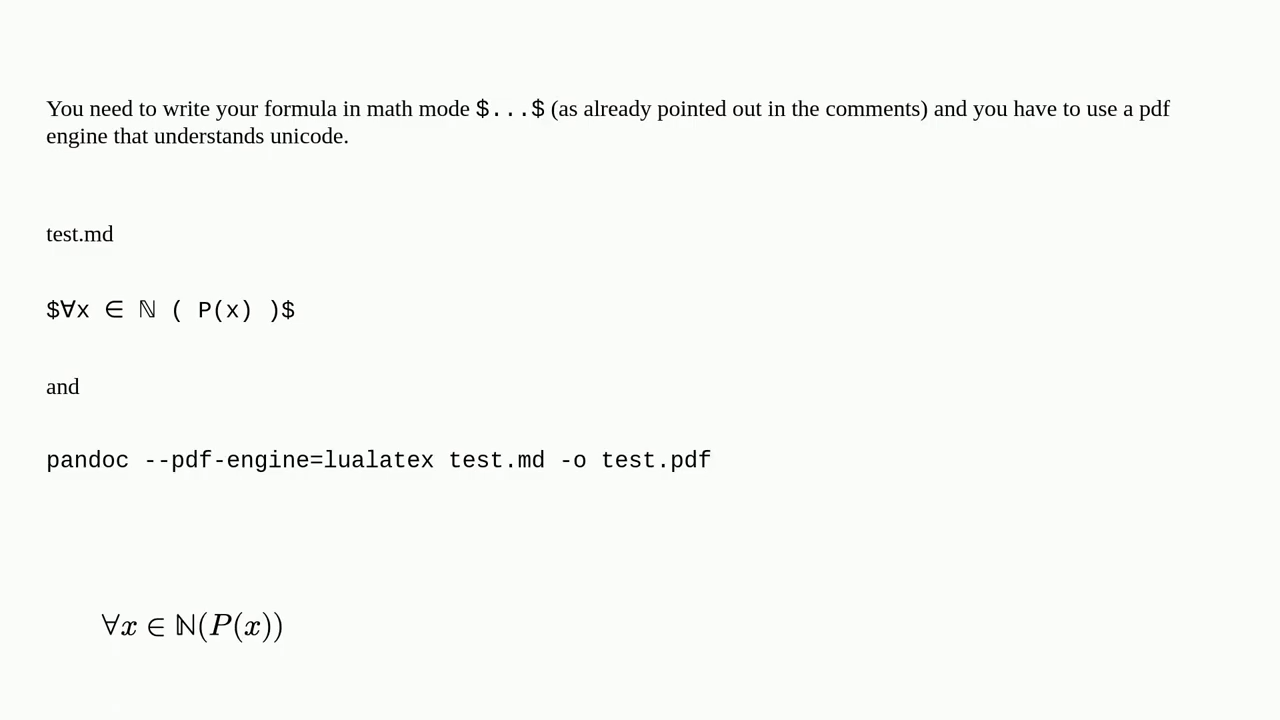 You need to write your formula in math mode $...$ (as already pointed out in the comments) and you have to use a pdf
engine that understands unicode.
test.md
$∀x ∈ ℕ ( P(x) )$
and
pandoc --pdf-engine=lualatex test.md -o test.pdf
∀x ∈ ℕ(P(x))